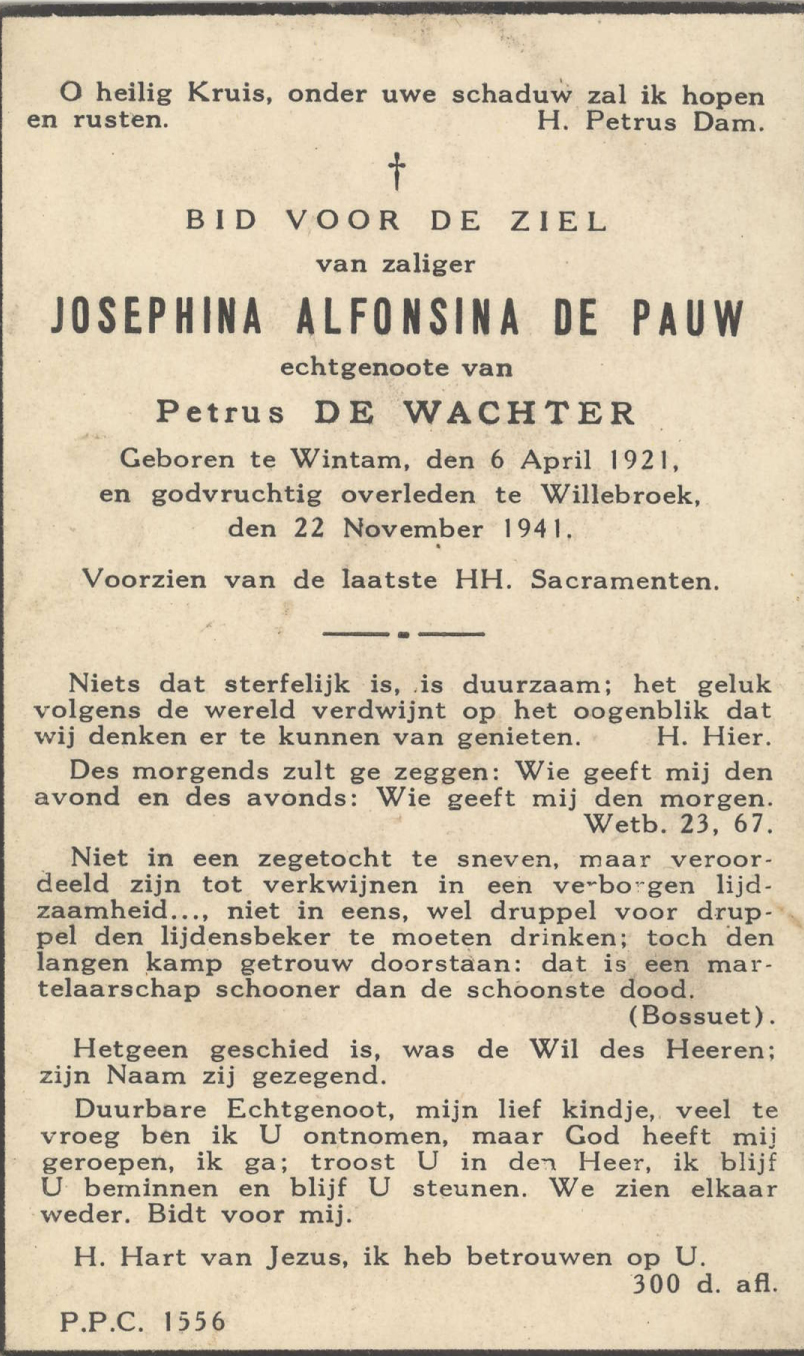 O heilig Kruis, onder uwe schaduw zal ik hopen
en rusten. H. Petrus Dam.
†
BID VOOR DE ZIEL
van zaliger
JOSEPHINA ALFONSINA DE PAUW
echtgenoote van
Petrus DE WACHTER
Geboren te Wintam, den 6 April 1921,
en godvruchtig overleden te Willebroek,
den 22 November 1941.
Voorzien van de laatste HH. Sacramenten.
Niets dat sterfelijk is, is duurzaam; het geluk
volgens de wereld verdwijnt op het oogenblik dat
wij denken er te kunnen van genieten. H. Hier.
Des morgends zult ge zeggen: Wie geeft mij den
avond en des avonds: Wie geeft mij den morgen.
Wetb. 23, 67.
Niet in een zegetocht te sneven, maar veroor-
deeld zijn tot verkwijnen in een verborgen lijd-
zaamheid..., niet in eens, wel druppel voor drup-
pel den lijdensbeker te moeten drinken; toch den
langen kamp getrouw doorstaan: dat is een mar-
telaarschap schooner dan de schoonste dood.
(Bossuet).
Hetgeen geschied is, was de Wil des Heeren;
zijn Naam zij gezegend.
Duurbare Echtgenoot, mijn lief kindje, veel te
vroeg ben ik U ontnomen, maar God heeft mij
geroepen, ik ga; troost U in den Heer, ik blijf
U beminnen en blijf U steunen. We zien elkaar
weder. Bidt voor mij.
H. Hart van Jezus, ik heb betrouwen op U.
300 d. afl.
P.P.C. 1556